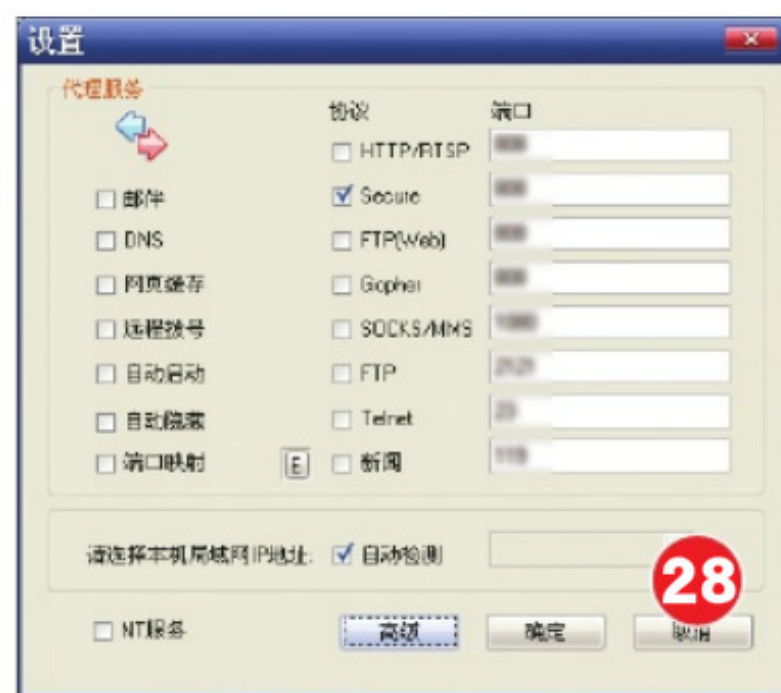 设置
代理服务
协议 端口
HTTP/RTSP
邮件 Secure
DNS FTP(Web)
网页缓存 Gopher
远程拨号 SOCKS/MMS
自动启动 FTP
自动隐藏 Telnet
端口映射 E 新闻
请选择本机局域网IP地址: 自动检测
28
NT服务 高级 确定 取消